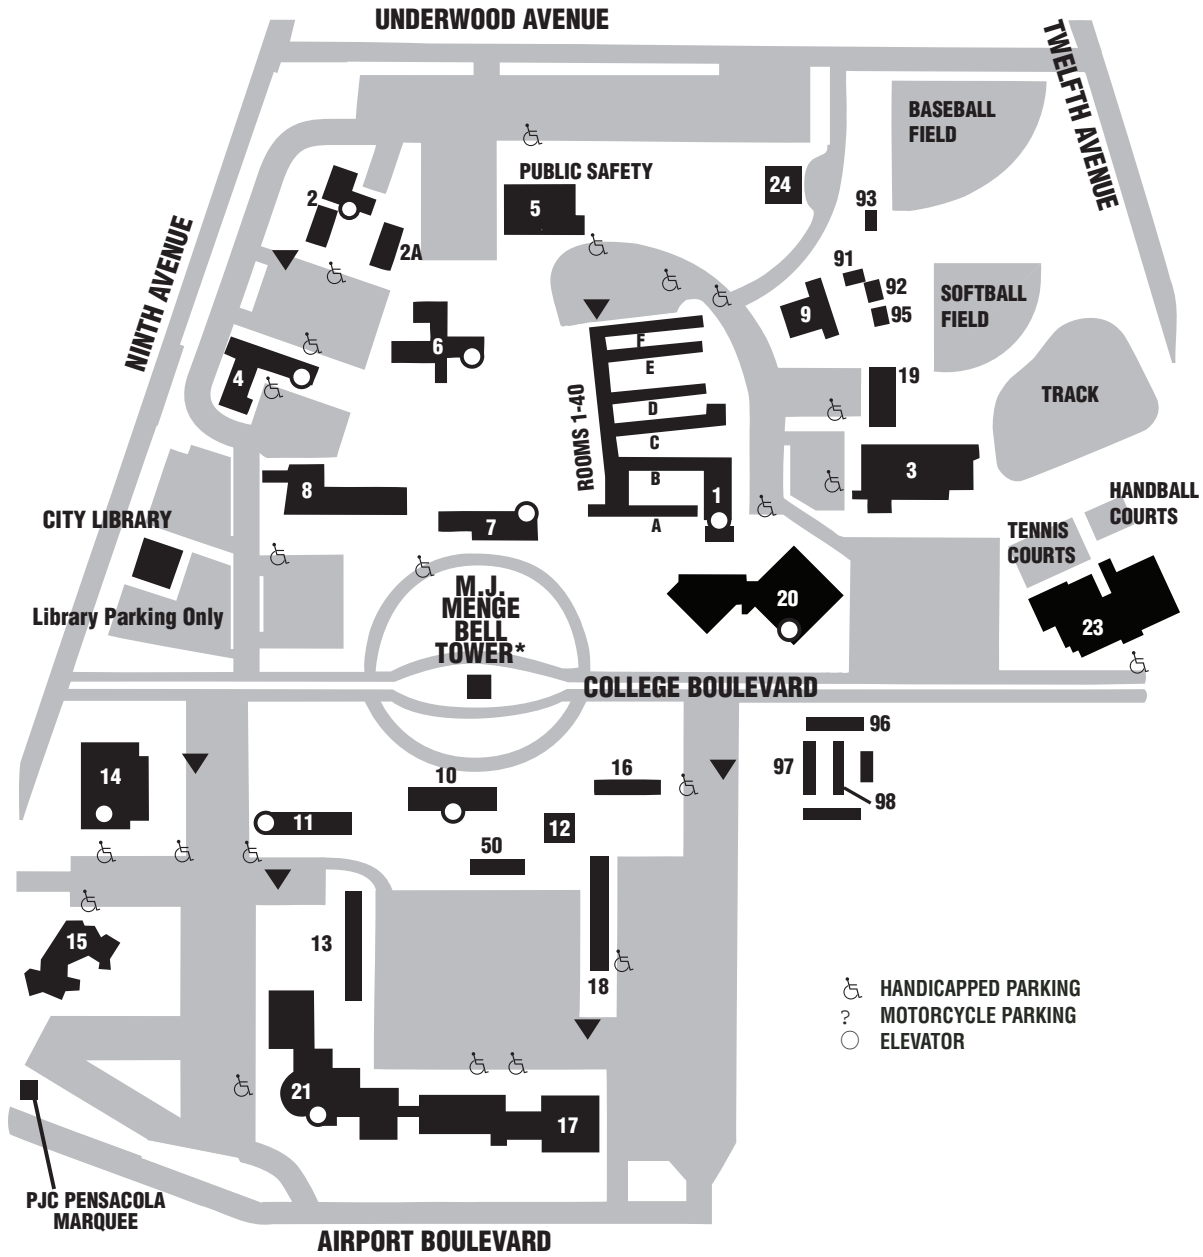 UNDERWOOD AVENUE
TWELFTH AVENUE
BASEBALL
FIELD
PUBLIC SAFETY
24
2
5
93
NINTH AVENUE
2A
91
92
SOFTBALL
FIELD
9
95
6
F
E
4
19
TRACK
D
ROOMS 1-40
C
3
B
8
1
HANDBALL
COURTS
CITY LIBRARY
7
A
TENNIS
COURTS
M.J.
MENGE
BELL
TOWER*
20
Library Parking Only
23
COLLEGE BOULEVARD
96
14
10
16
97
98
11
12
50
15
13
18
HANDICAPPED PARKING
? MOTORCYCLE PARKING
ELEVATOR
21
17
PJC PENSACOLA
MARQUEE
AIRPORT BOULEVARD